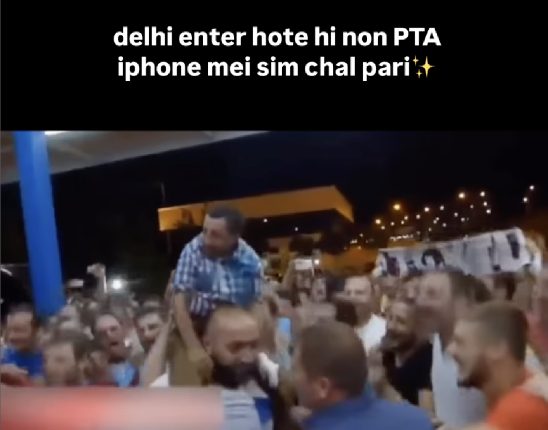 delhi enter hote hi non PTA
iphone mei sim chal pari✨